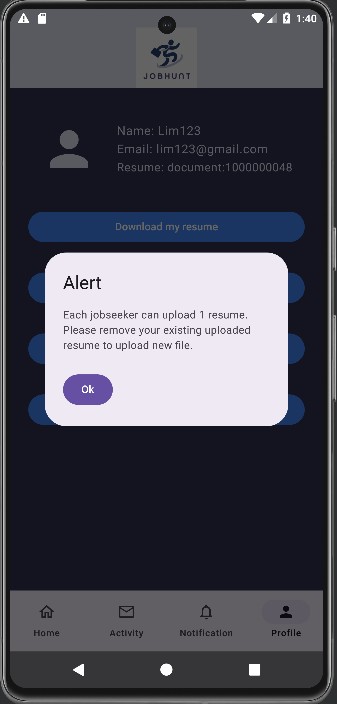 1:40
JOBHUNT
Name: Lim123
Email: lim123@gmail.com
Resume: document:1000000048
Download my resume
Alert
Each jobseeker can upload 1 resume.
Please remove your existing uploaded
resume to upload new file.
Ok
Home Activity Notification Profile